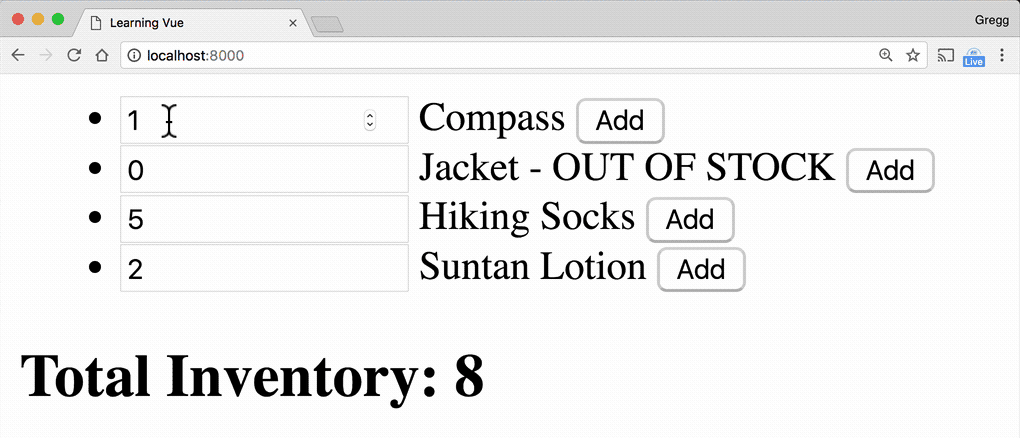 Learning Vue
Gregg
localhost:8000
Live
1 Compass Add
0 Jacket - OUT OF STOCK Add
5 Hiking Socks Add
2 Suntan Lotion Add
Total Inventory: 8